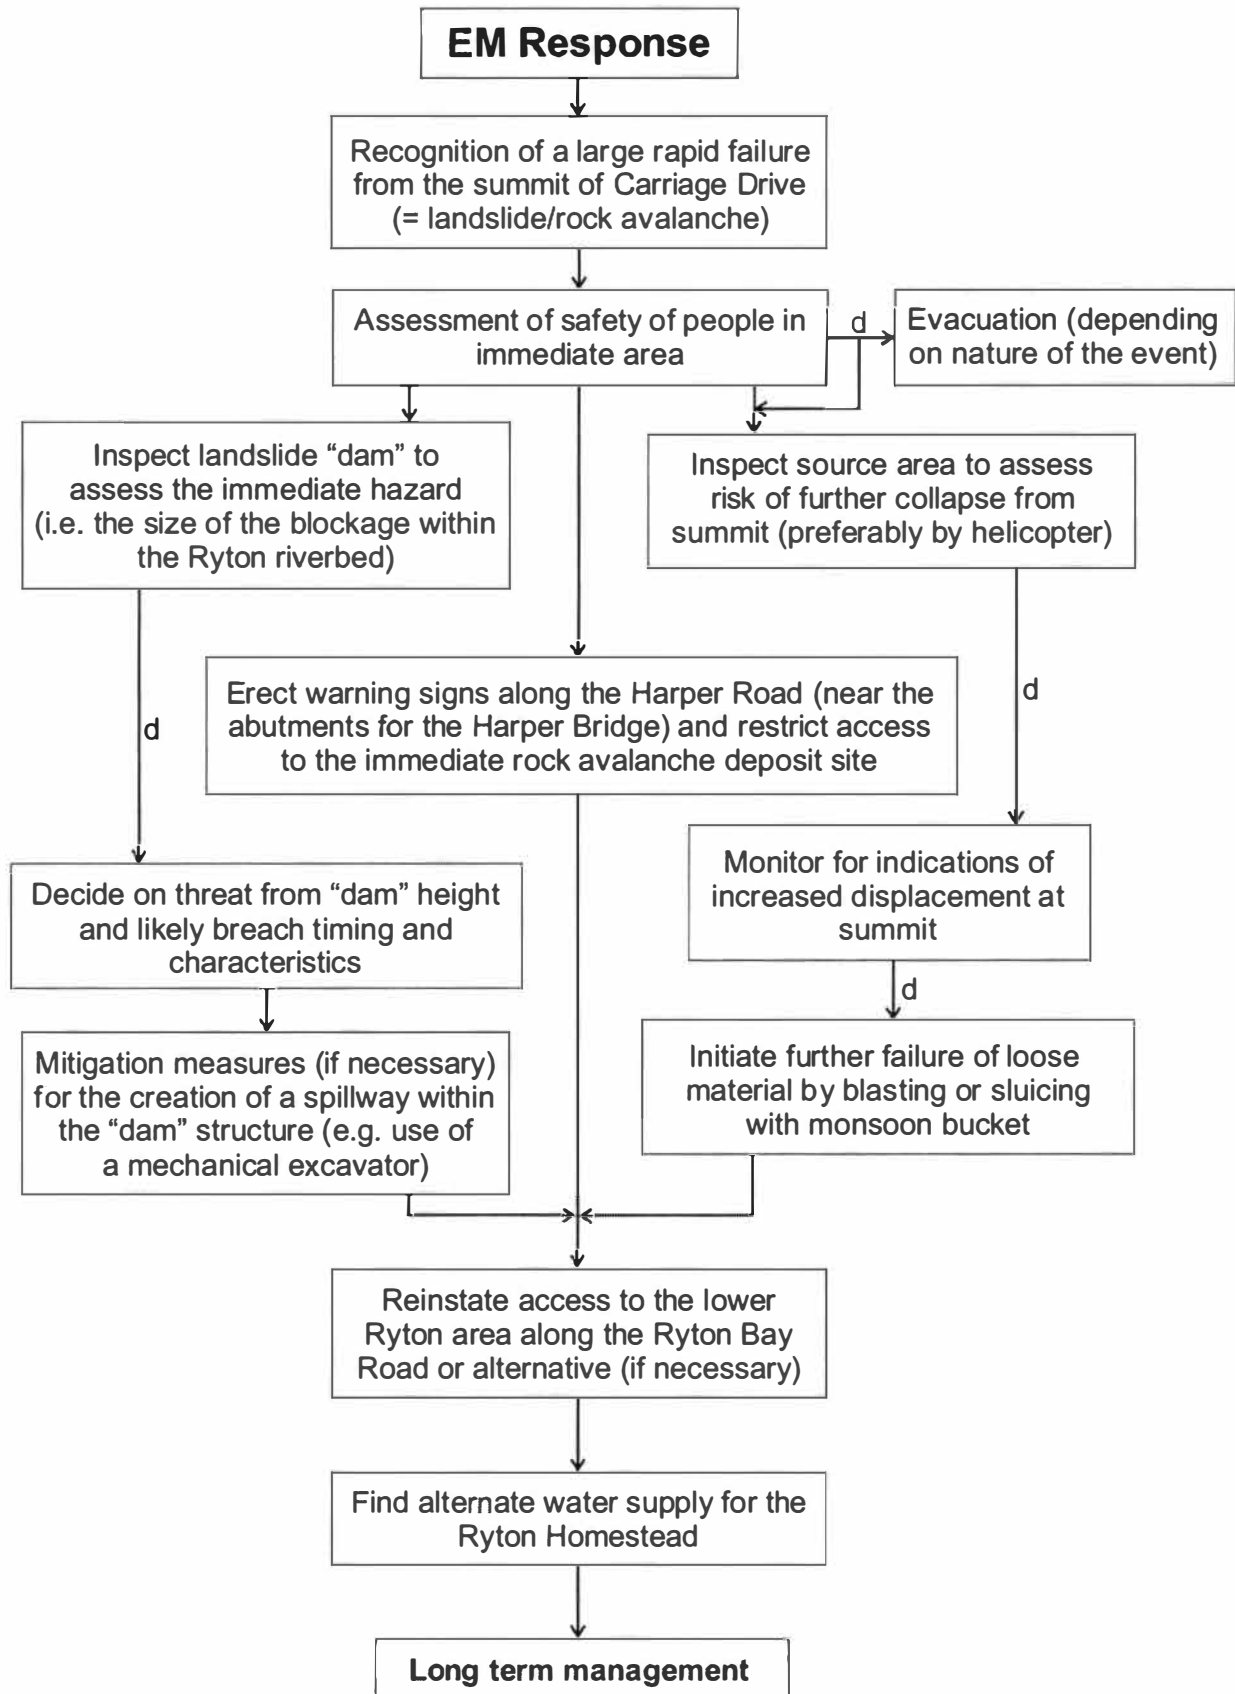 EM Response
Recognition of a large rapid failure
from the summit of Carriage Drive
(= landslide/rock avalanche)
Assessment of safety of people in
immediate area
d
Evacuation (depending
on nature of the event)
Inspect landslide “dam” to
assess the immediate hazard
(i.e. the size of the blockage within
the Ryton riverbed)
Inspect source area to assess
risk of further collapse from
summit (preferably by helicopter)
Erect warning signs along the Harper Road (near the
abutments for the Harper Bridge) and restrict access
to the immediate rock avalanche deposit site
d
d
Decide on threat from “dam” height
and likely breach timing and
characteristics
Monitor for indications of
increased displacement at
summit
d
Mitigation measures (if necessary)
for the creation of a spillway within
the “dam” structure (e.g. use of
a mechanical excavator)
Initiate further failure of loose
material by blasting or sluicing
with monsoon bucket
Reinstate access to the lower
Ryton area along the Ryton Bay
Road or alternative (if necessary)
Find alternate water supply for the
Ryton Homestead
Long term management